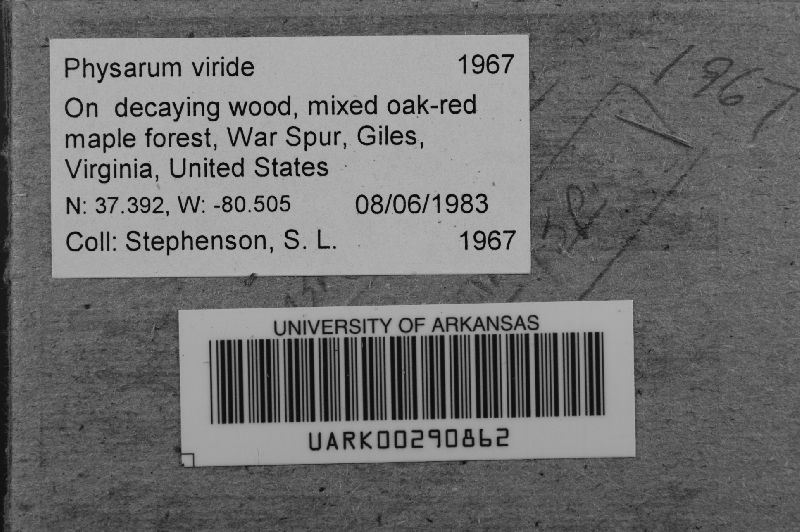 Physarum viride 1967
On decaying wood, mixed oak-red
maple forest, War Spur, Giles,
Virginia, United States
N: 37.392, W: -80.505 08/06/1983
Coll: Stephenson, S. L. 1967
1967
UNIVERSITY OF ARKANSAS
UARK00290862